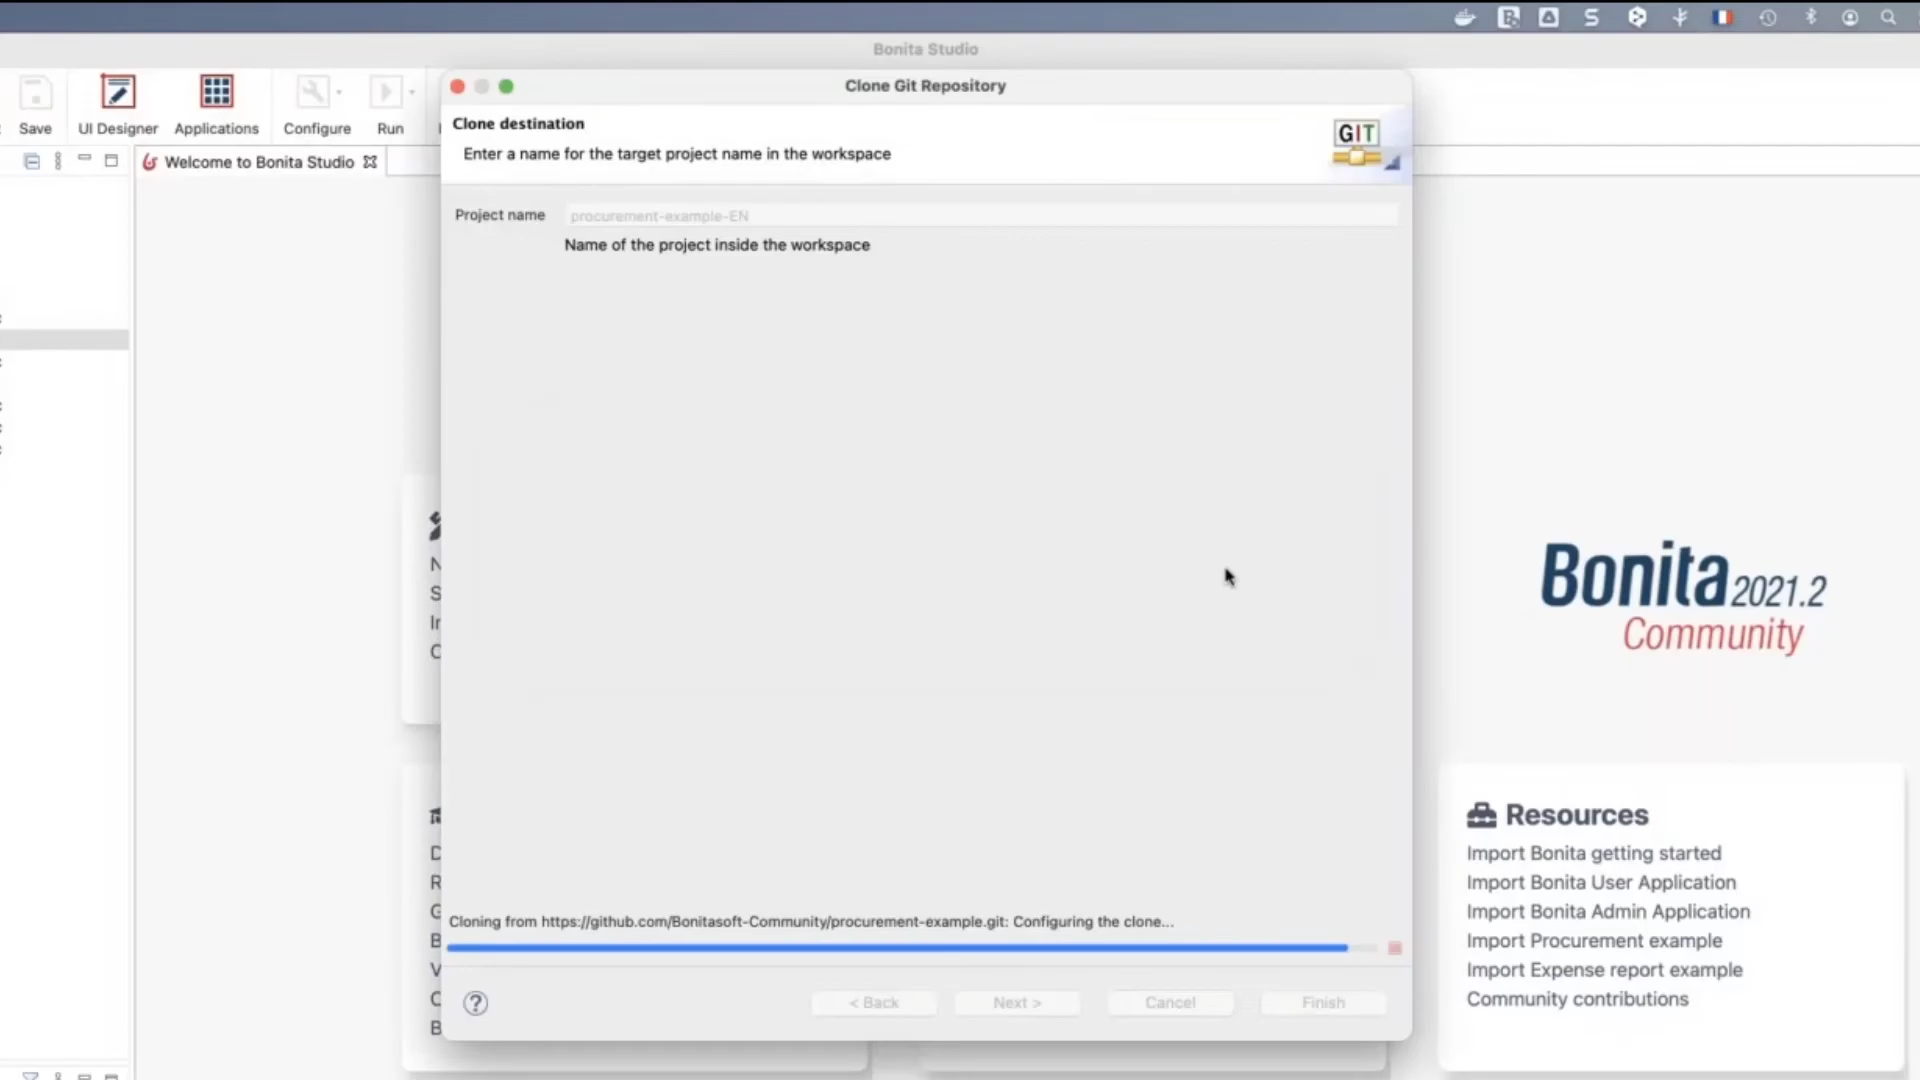 Bonita Studio
Clone Git Repository
Save
UI Designer
Applications
Configure
Run
Clone destination
Enter a name for the target project name in the workspace
GIT
Welcome to Bonita Studio
Project name
procurement-example-EN
Name of the project inside the workspace
N
S
C
Bonita 2021.2
Community
D
R
G
B
V
C
B
Resources
Import Bonita getting started
Import Bonita User Application
Import Bonita Admin Application
Import Procurement example
Import Expense report example
Community contributions
Cloning from https://github.com/Bonitasoft-Community/procurement-example.git: Configuring the clone...
?
< Back
Next >
Cancel
Finish